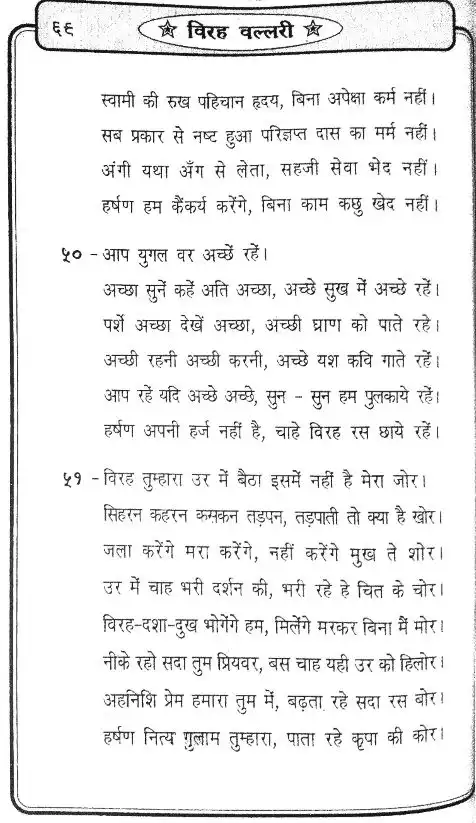 ६६ विरह वल्लरी
स्वामी की रुख पहिचान हृदय, बिना अपेक्षा कर्म नहीं।
सब प्रकार से नष्ट हुआ परिज्ञप्त दास का मर्म नहीं।
अंगी यथा अँग से लेता, सहजी सेवा भेद नहीं।
हर्षण हम कैंकर्य करेंगे, बिना काम कछु खेद नहीं।
५० - आप युगल वर अच्छें रहें।
अच्छा सुनें कहें अति अच्छा, अच्छे सुख में अच्छे रहें।
पर्शे अच्छा देखें अच्छा, अच्छी घ्राण को पाते रहे।
अच्छी रहनी अच्छी करनी, अच्छे यश कवि गाते रहें।
आप रहें यदि अच्छे अच्छे, सुन - सुन हम पुलकाये रहें।
हर्षण अपनी हर्ज नहीं है, चाहे विरह रस छाये रहें।
५१ - विरह तुम्हारा उर में बैठा इसमें नहीं है मेरा जोर।
सिहरन कहरन कमकन तड़पन, तड़पाती तो क्या है खोर।
जला करेंगे मरा करेंगे, नहीं करेंगे मुख ते शोर।
उर में चाह भरी दर्शन की, भरी रहे हे चित के चोर।
विरह-दशा-दुख भोगेंगे हम, मिलेंगे मरकर बिना मैं मोर।
नीके रहो सदा तुम प्रियवर, बस चाह यही उर को हिलोर।
अहनिशि प्रेम हमारा तुम में, बढ़ता रहे सदा रस बोर।
हर्षण नित्य गुलाम तुम्हारा, पाता रहे कृपा की कोर।